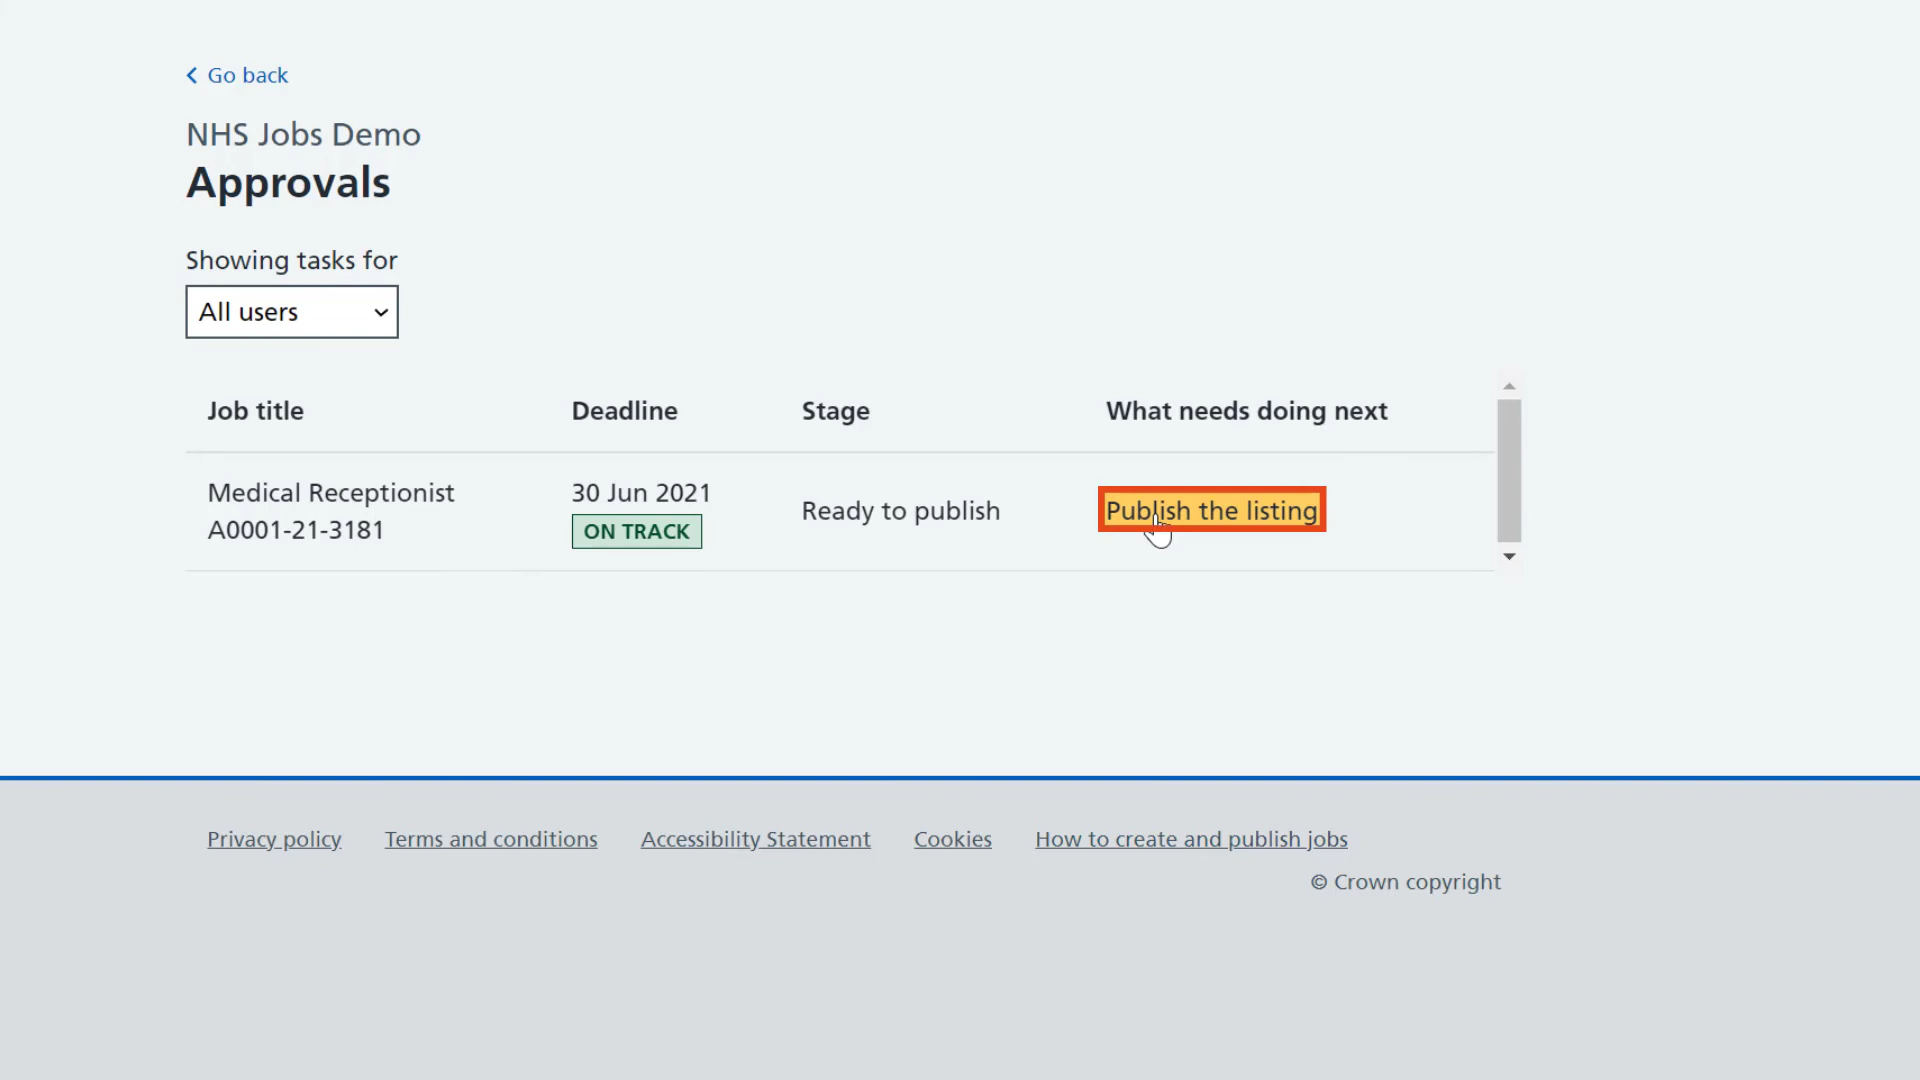 Go back
NHS Jobs Demo
Approvals
Showing tasks for
All users
Job title Deadline Stage What needs doing next
Medical Receptionist 30 Jun 2021 Ready to publish Publish the listing
A0001-21-3181 ON TRACK
Privacy policy Terms and conditions Accessibility Statement Cookies How to create and publish jobs
© Crown copyright